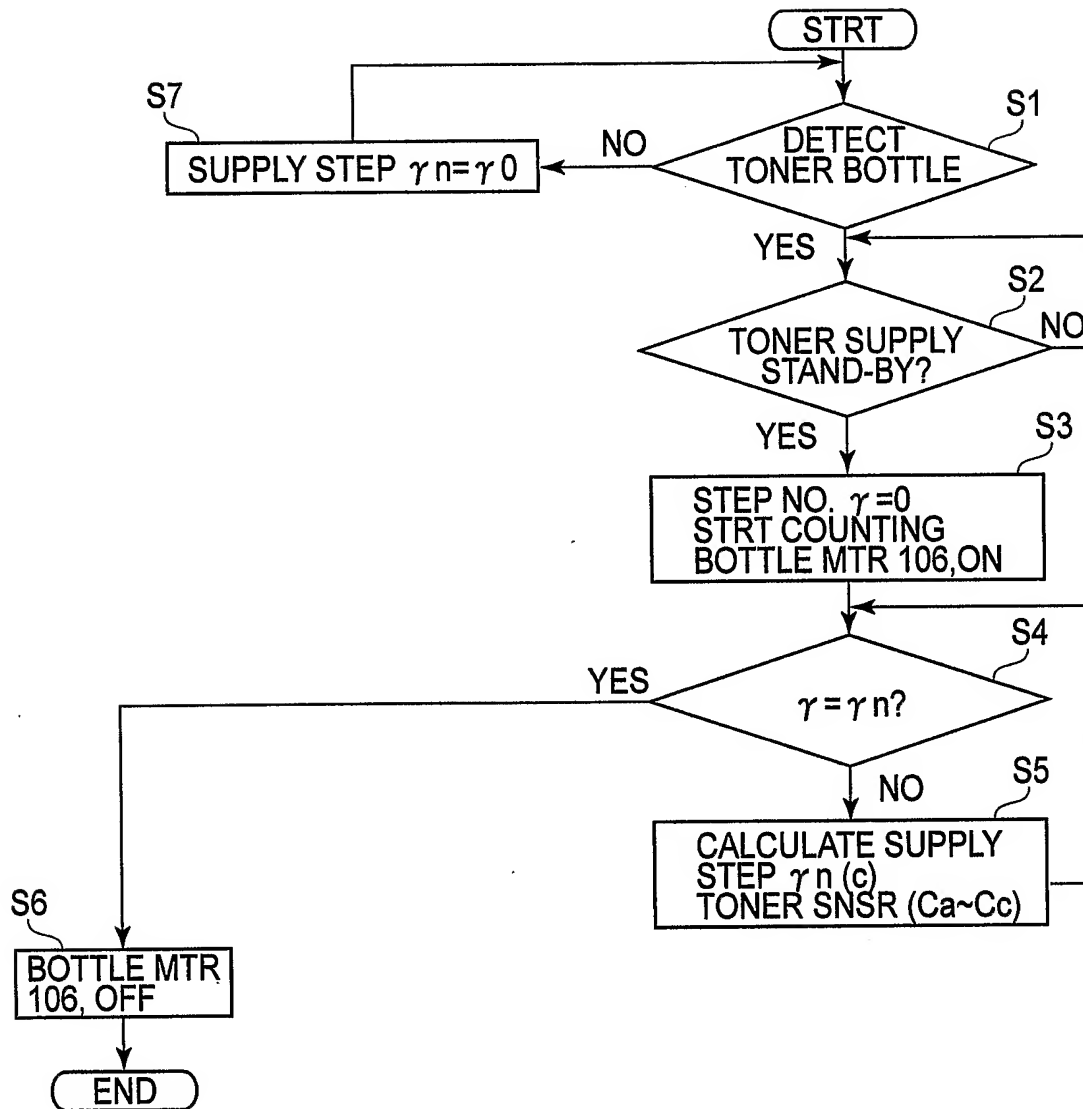 STRT
S7
S1
SUPPLY STEP γn=γ0
NO
DETECT
TONER BOTTLE
YES
S2
TONER SUPPLY
STAND-BY?
NO
YES
S3
STEP NO. γ=0
STRT COUNTING
BOTTLE MTR 106,ON
S4
YES
γ=γn?
NO
S5
CALCULATE SUPPLY
STEP γn (c)
TONER SNSR (Ca~Cc)
S6
BOTTLE MTR
106, OFF
END